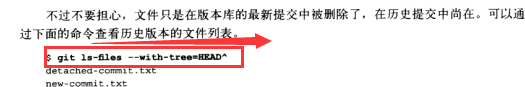 不过不要担心，文件只是在版本库的最新提交中被删除了，在历史提交中尚在。可以通
过下面的命令查看历史版本的文件列表。
$ git ls-files --with-tree=HEAD^
detached-commit.txt
new-commit.txt